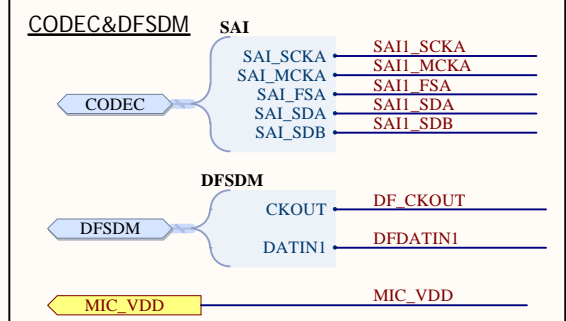 CODEC&DFSDM
SAI
SAI_SCKA SAI1_SCKA
SAI_MCKA SAI1_MCKA
SAI_FSA SAI1_FSA
CODEC
SAI_SDA SAI1_SDA
SAI_SDB SAI1_SDB
DFSDM
CKOUT DF_CKOUT
DFSDM
DATIN1 DFDATIN1
MIC_VDD MIC_VDD